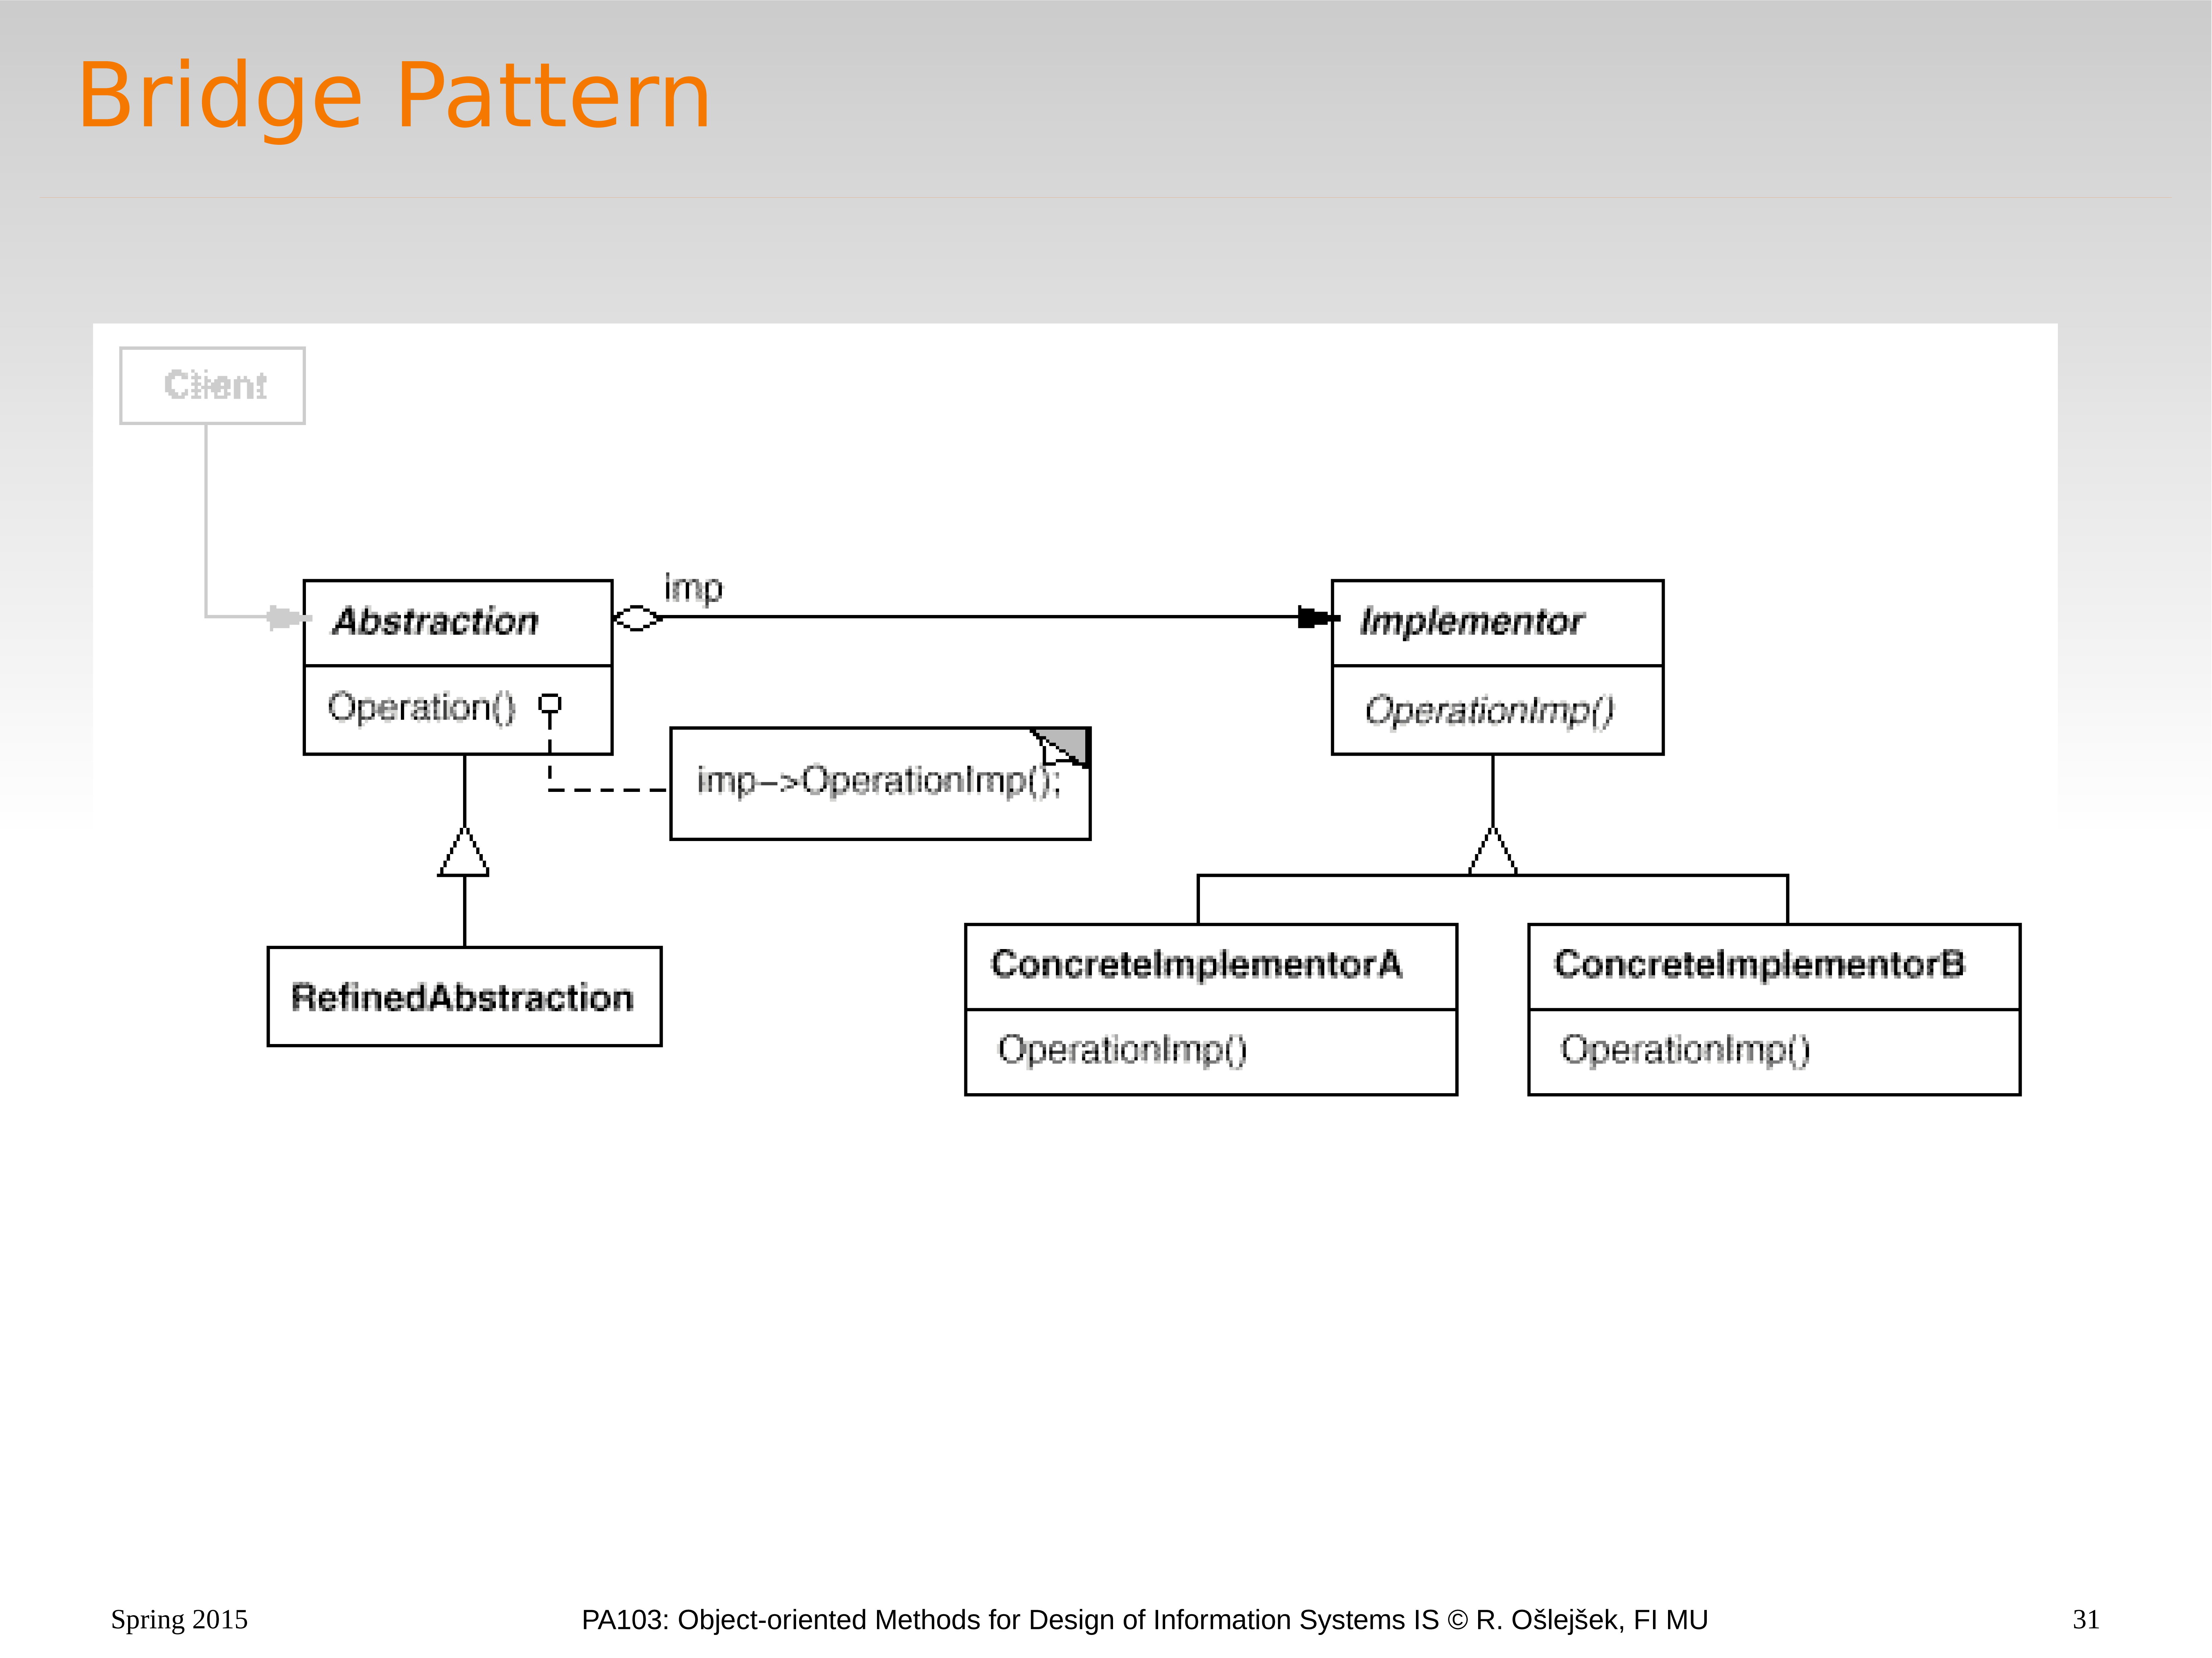 Bridge Pattern
Client
imp
Abstraction
Implementor
Operation()
OperationImp()
imp–>OperationImp();
ConcreteImplementorA
ConcreteImplementorB
RefinedAbstraction
OperationImp()
OperationImp()
Spring 2015
PA103: Object-oriented Methods for Design of Information Systems IS © R. Ošlejšek, FI MU
31